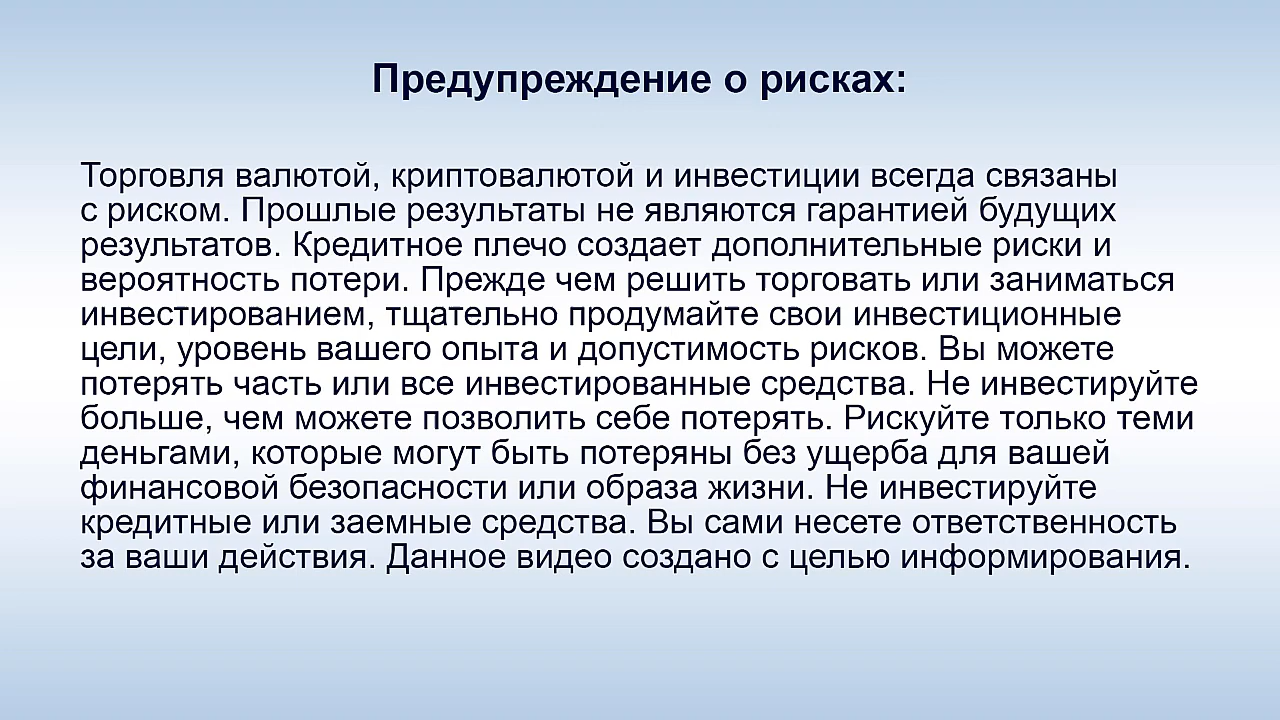 Предупреждение о рисках:
Торговля валютой, криптовалютой и инвестиции всегда связаны
с риском. Прошлые результаты не являются гарантией будущих
результатов. Кредитное плечо создает дополнительные риски и
вероятность потери. Прежде чем решить торговать или заниматься
инвестированием, тщательно продумайте свои инвестиционные
цели, уровень вашего опыта и допустимость рисков. Вы можете
потерять часть или все инвестированные средства. Не инвестируйте
больше, чем можете позволить себе потерять. Рискуйте только теми
деньгами, которые могут быть потеряны без ущерба для вашей
финансовой безопасности или образа жизни. Не инвестируйте
кредитные или заемные средства. Вы сами несете ответственность
за ваши действия. Данное видео создано с целью информирования.